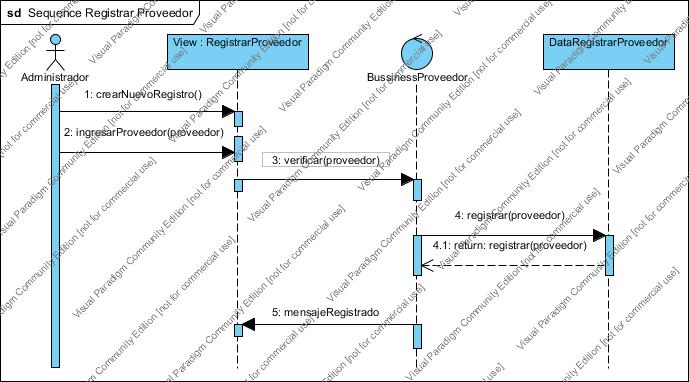 sd Sequence Registrar Proveedor
View : RegistrarProveedor
DataRegistrarProveedor
Administrador
BussinessProveedor
1: crearNuevoRegistro()
2: ingresarProveedor(proveedor)
3: verificar(proveedor)
4: registrar(proveedor)
4.1: return: registrar(proveedor)
5: mensajeRegistrado
Visual Paradigm Community Edition [not for commercial use]